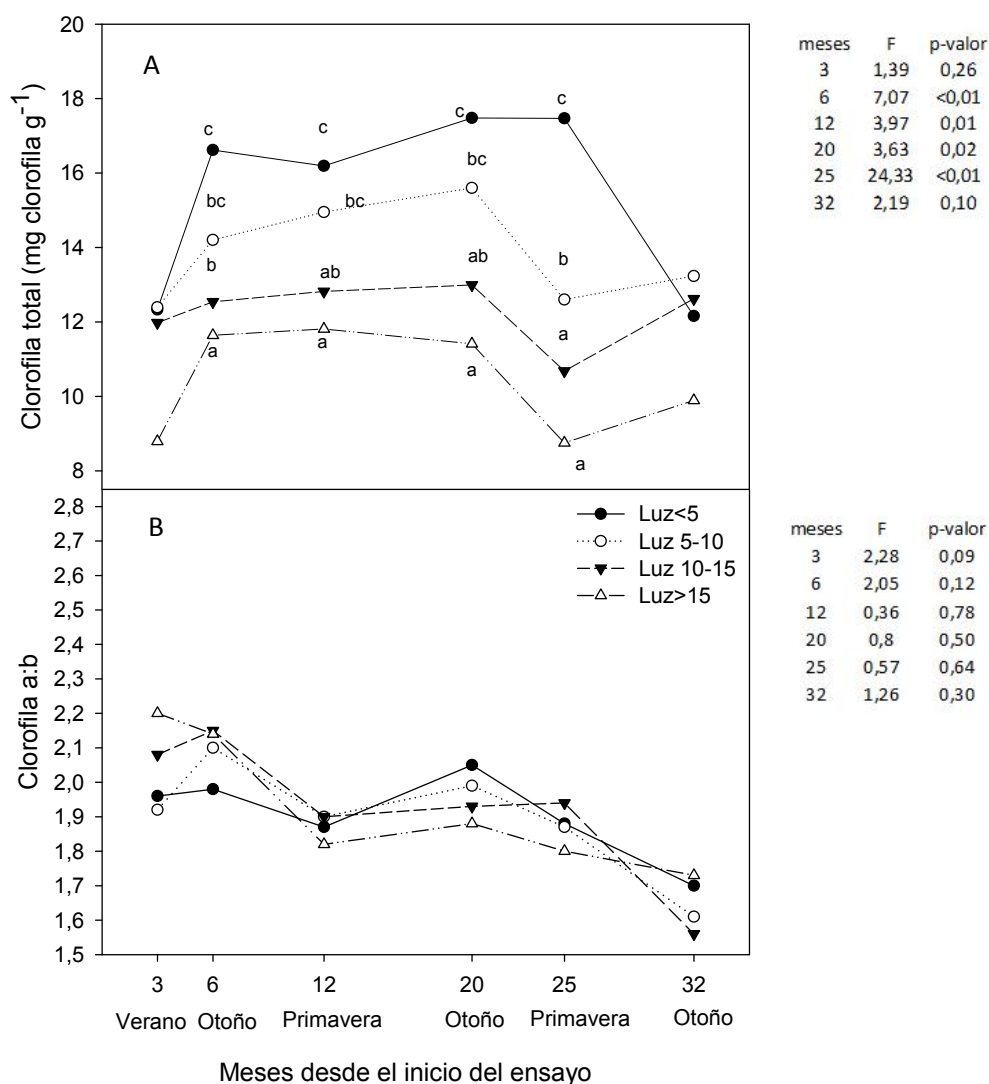 20
18
16
14
12
10
8
Clorofila total (mg clorofila g-1)
A
c
c
c
c
bc
bc
bc
b
b
ab
ab
a
a
a
a
a
meses F p-valor
3 1,39 0,26
6 7,07 <0,01
12 3,97 0,01
20 3,63 0,02
25 24,33 <0,01
32 2,19 0,10
B
2,8
2,7
2,6
2,5
2,4
2,3
2,2
2,1
2,0
1,9
1,8
1,7
1,6
1,5
Clorofila a:b
Luz<5
Luz 5-10
Luz 10-15
Luz>15
meses F p-valor
3 2,28 0,09
6 2,05 0,12
12 0,36 0,78
20 0,8 0,50
25 0,57 0,64
32 1,26 0,30
3 6 12 20 25 32
Verano Otoño Primavera Otoño Primavera Otoño
Meses desde el inicio del ensayo